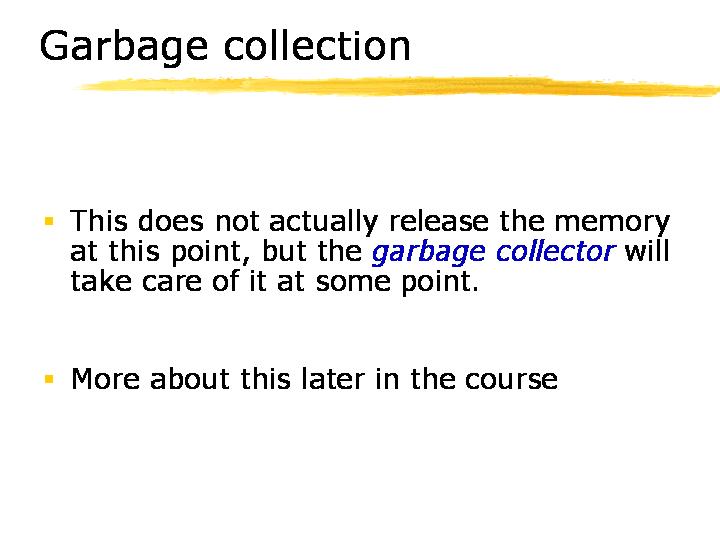 Garbage collection
▪ This does not actually release the memory
at this point, but the garbage collector will
take care of it at some point.
▪ More about this later in the course